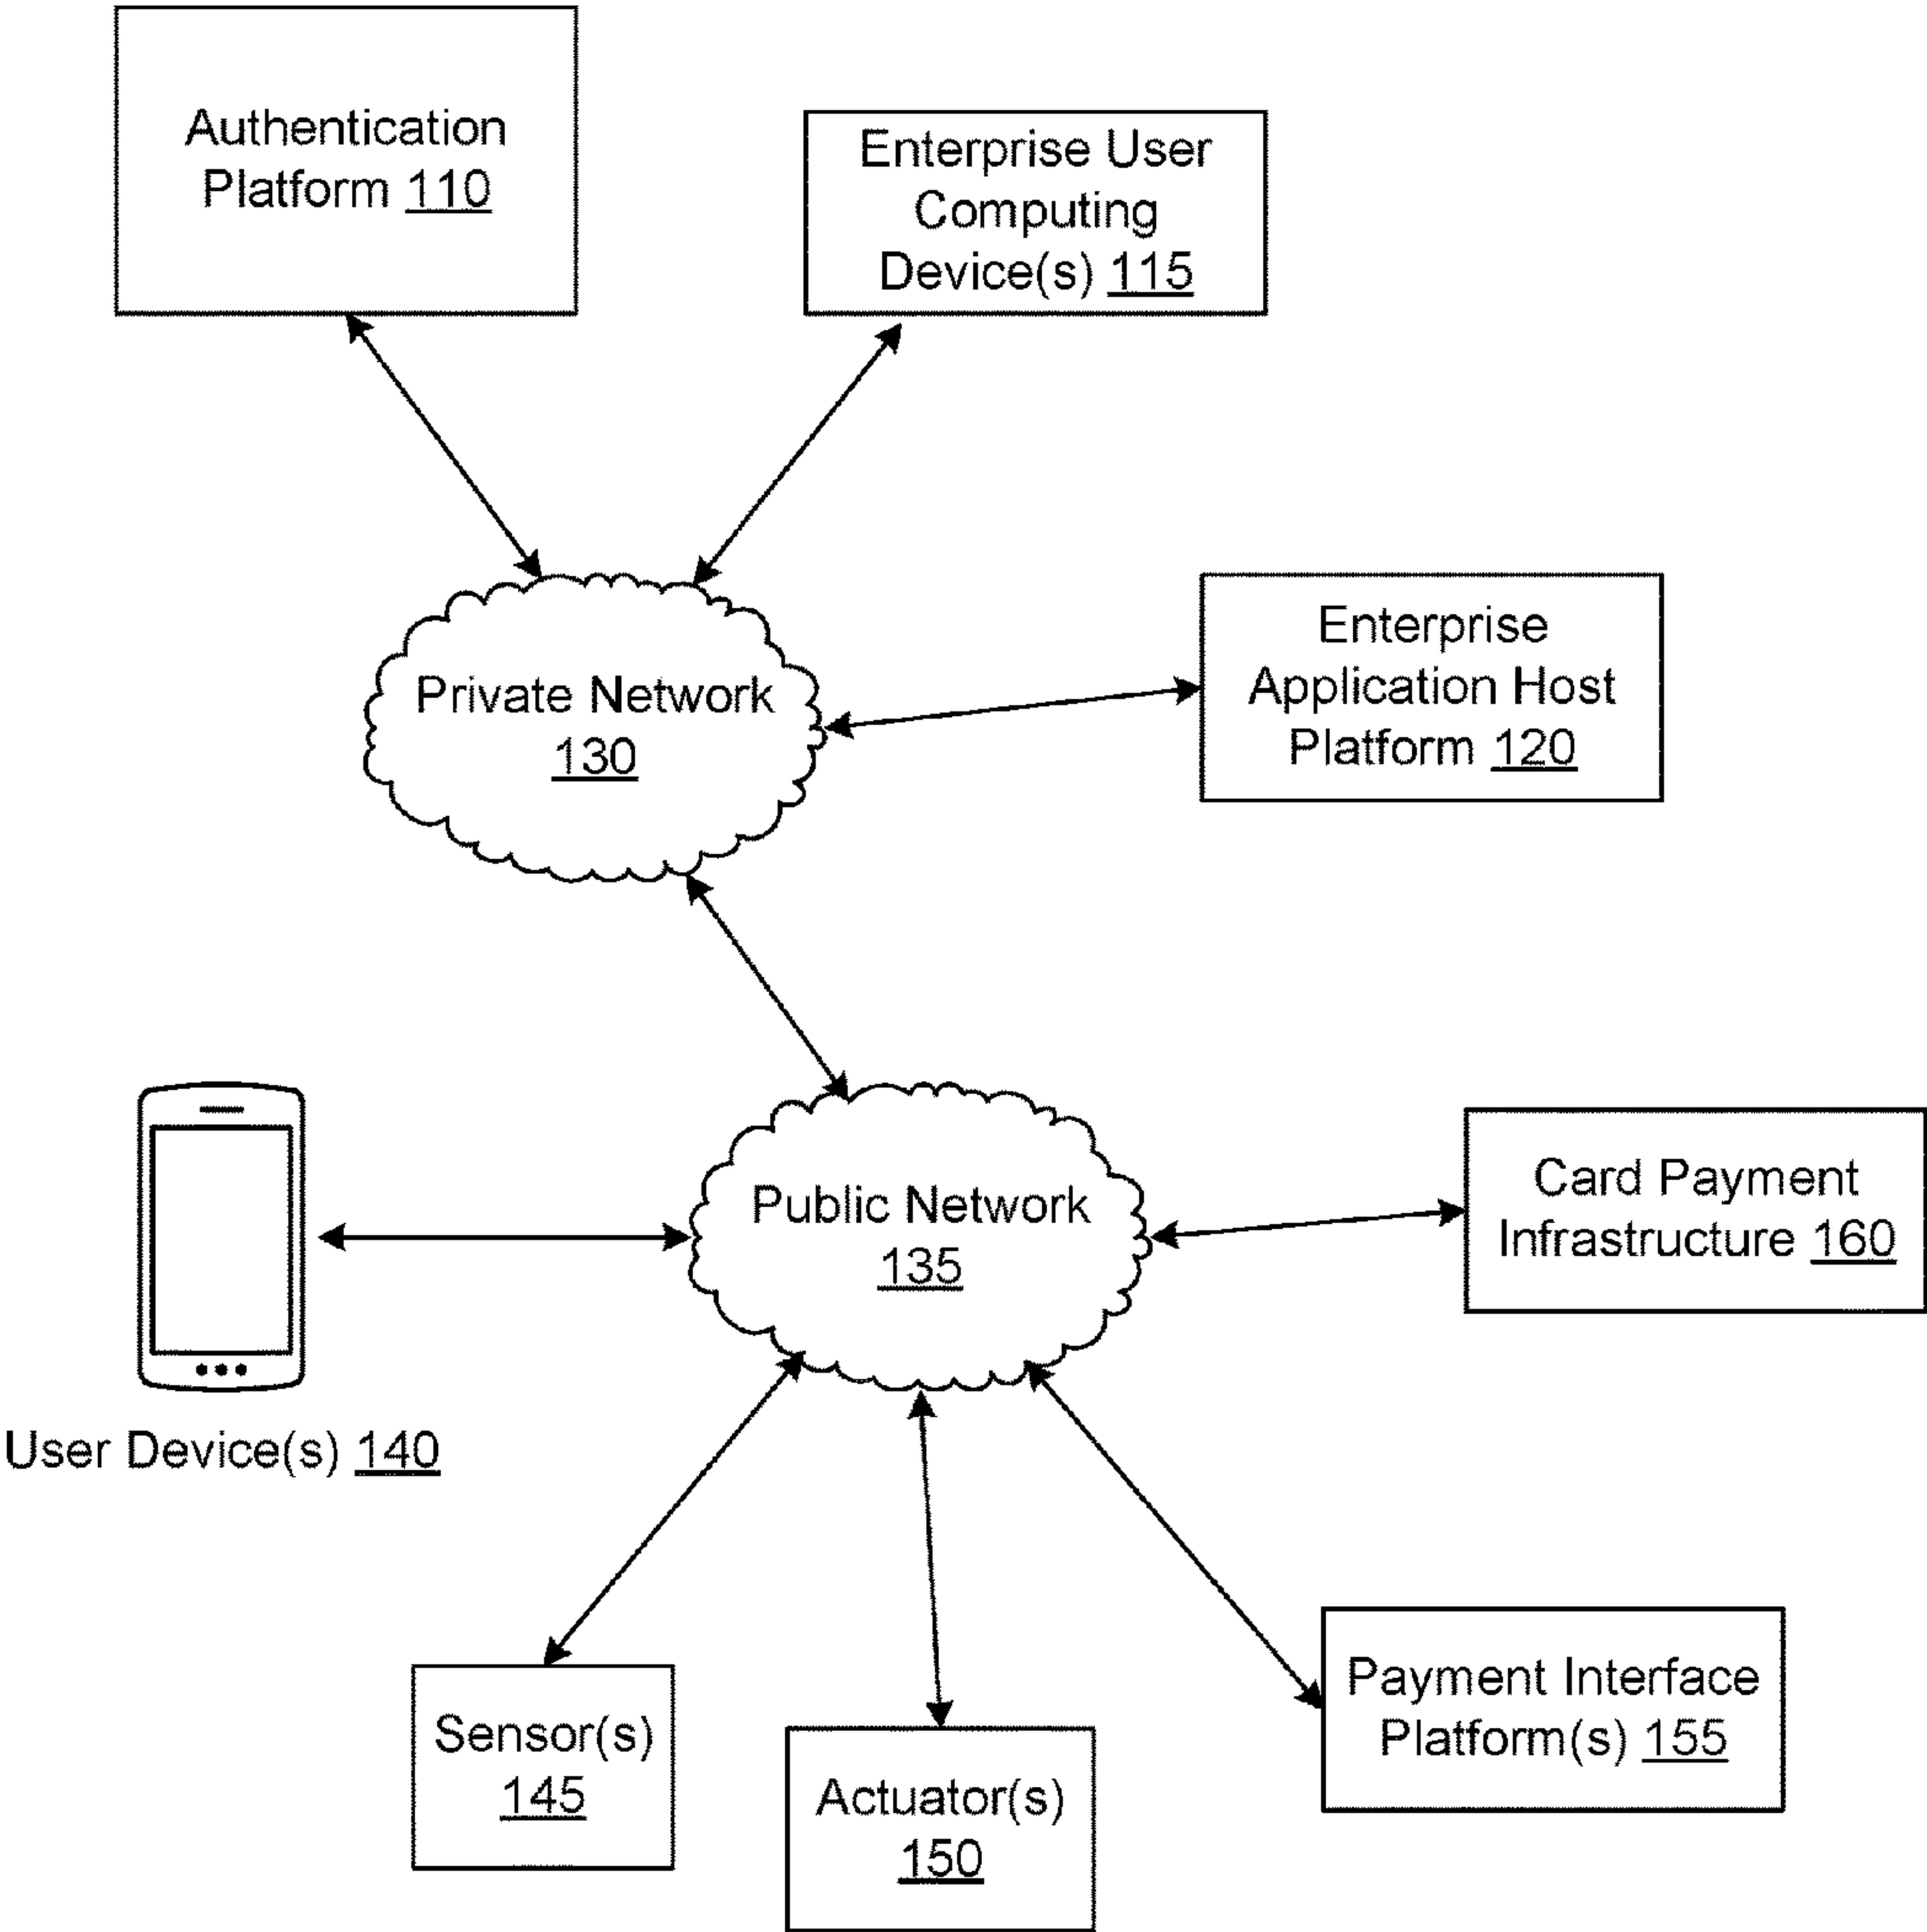 Authentication
Platform 110
Enterprise User
Computing
Device(s) 115
Enterprise
Application Host
Platform 120
Private Network
130
Public Network
135
Card Payment
Infrastructure 160
User Device(s) 140
Sensor(s)
145
Actuator(s)
150
Payment Interface
Platform(s) 155